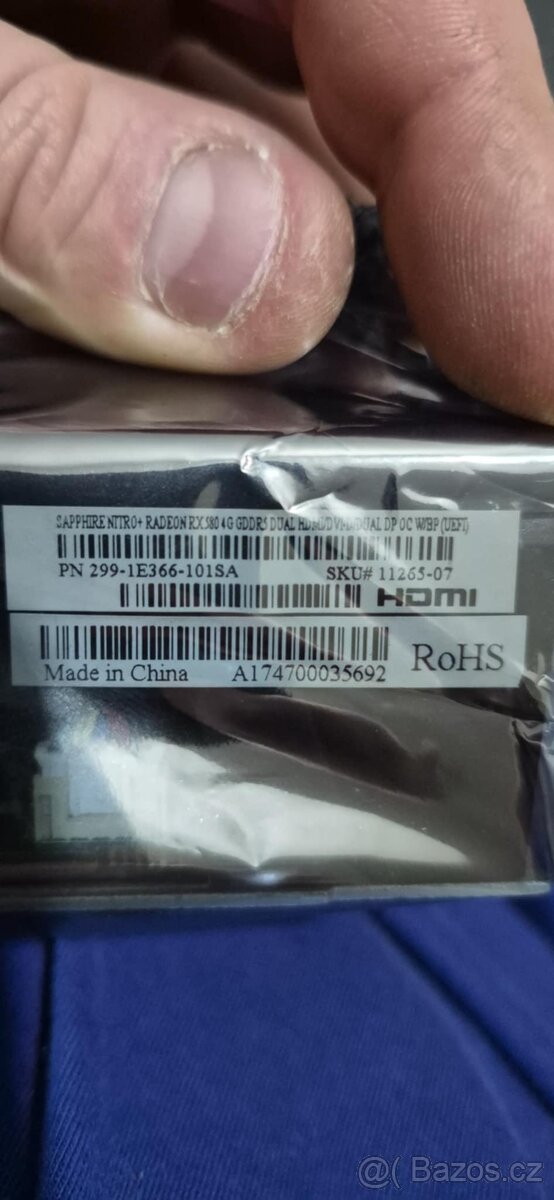 SAPPHIRE NITRO+ RADEON RX 580 4G GDDR5 DUAL HDMI/DVI-D/DUAL DP OC W/BP (UEFI)
PN 299-1E366-101SA SKU# 11265-07
HDMI
Made in China A174700035692 RoHS
@( Bazos.cz